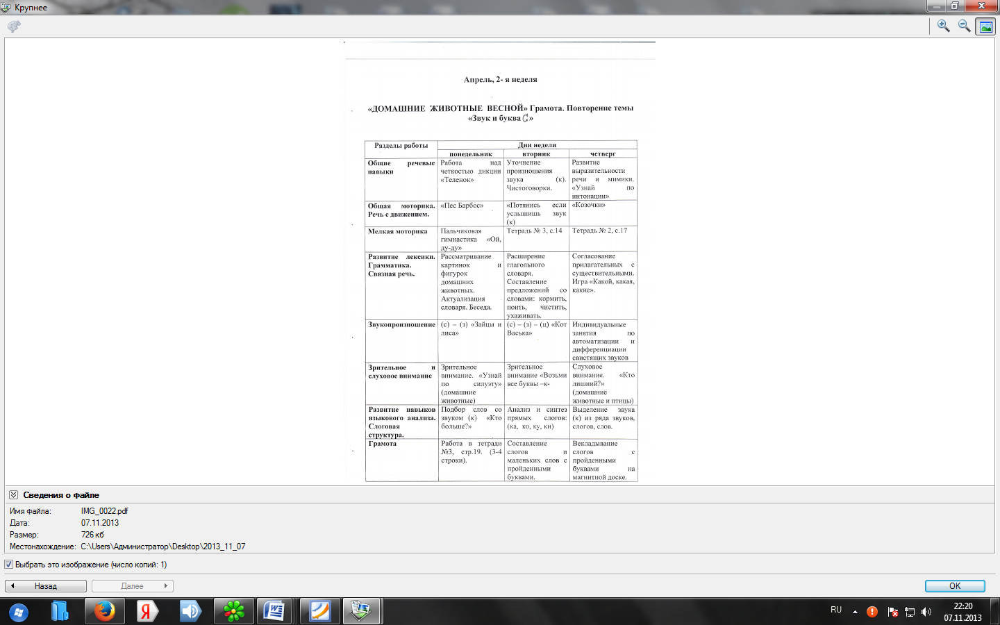 Крупнее
Апрель, 2- я неделя
«ДОМАШНИЕ ЖИВОТНЫЕ ВЕСНОЙ» Грамота. Повторение темы
«Звук и буква С»
Разделы работы
Дни недели
понедельник вторник четверг
Общие речевые
навыки
Работа над
четкостью дикции
«Теленок»
Уточнение
произношения
звука (к).
Чистоговорки.
Развитие
выразительности
речи и мимики.
«Узнай по
интонации»
Общая моторика.
Речь с движением.
«Пес Барбос»
«Потянись если
услышишь звук
(к)
«Козочки»
Мелкая моторика
Пальчиковая
гимнастика «Ой,
ду-ду»
Тетрадь № 3, с.14
Тетрадь № 2, с.17
Развитие лексики.
Грамматика.
Связная речь.
Рассматривание
картинок и
фигурок
домашних
животных.
Актуализация
словаря. Беседа.
Расширение
глагольного
словаря.
Составление
предложений со
словами: кормить,
поить, чистить,
ухаживать.
Согласование
прилагательных с
существительными.
Игра «Какой, какая,
какие».
Звукопроизношение
(с) – (з) «Зайцы и
лиса»
(с) – (з) – (ц) «Кот
Васька»
Индивидуальные
занятия по
автоматизации и
дифференциации
свистящих звуков
Зрительное и
слуховое внимание
Зрительное
внимание. «Узнай
по силуэту»
(домашние
животные)
Зрительное
внимание «Возьми
все буквы –к-
Слуховое
внимание. «Кто
лишний?»
(домашние
животные и птицы)
Развитие навыков
языкового анализа.
Слоговая
структура.
Подбор слов со
звуком (к) «Кто
больше?»
Анализ и синтез
прямых слогов:
(ка, ко, ку, ки)
Выделение звука
(к) из ряда звуков,
слогов, слов.
Грамота
Работа в тетради
№3, стр.19. (3-4
строки).
Составление
слогов и
маленьких слов с
пройденными
буквами.
Векладывание
слогов с
пройденными
буквами на
магнитной доске.
Сведения о файле
Имя файла: IMG_0022.pdf
Дата: 07.11.2013
Размер: 726 кб
Местонахождение: C:\Users\Администратор\Desktop\2013_11_07
Выбрать это изображение (число копий: 1)
Назад Далее OK
RU 22:20
07.11.2013